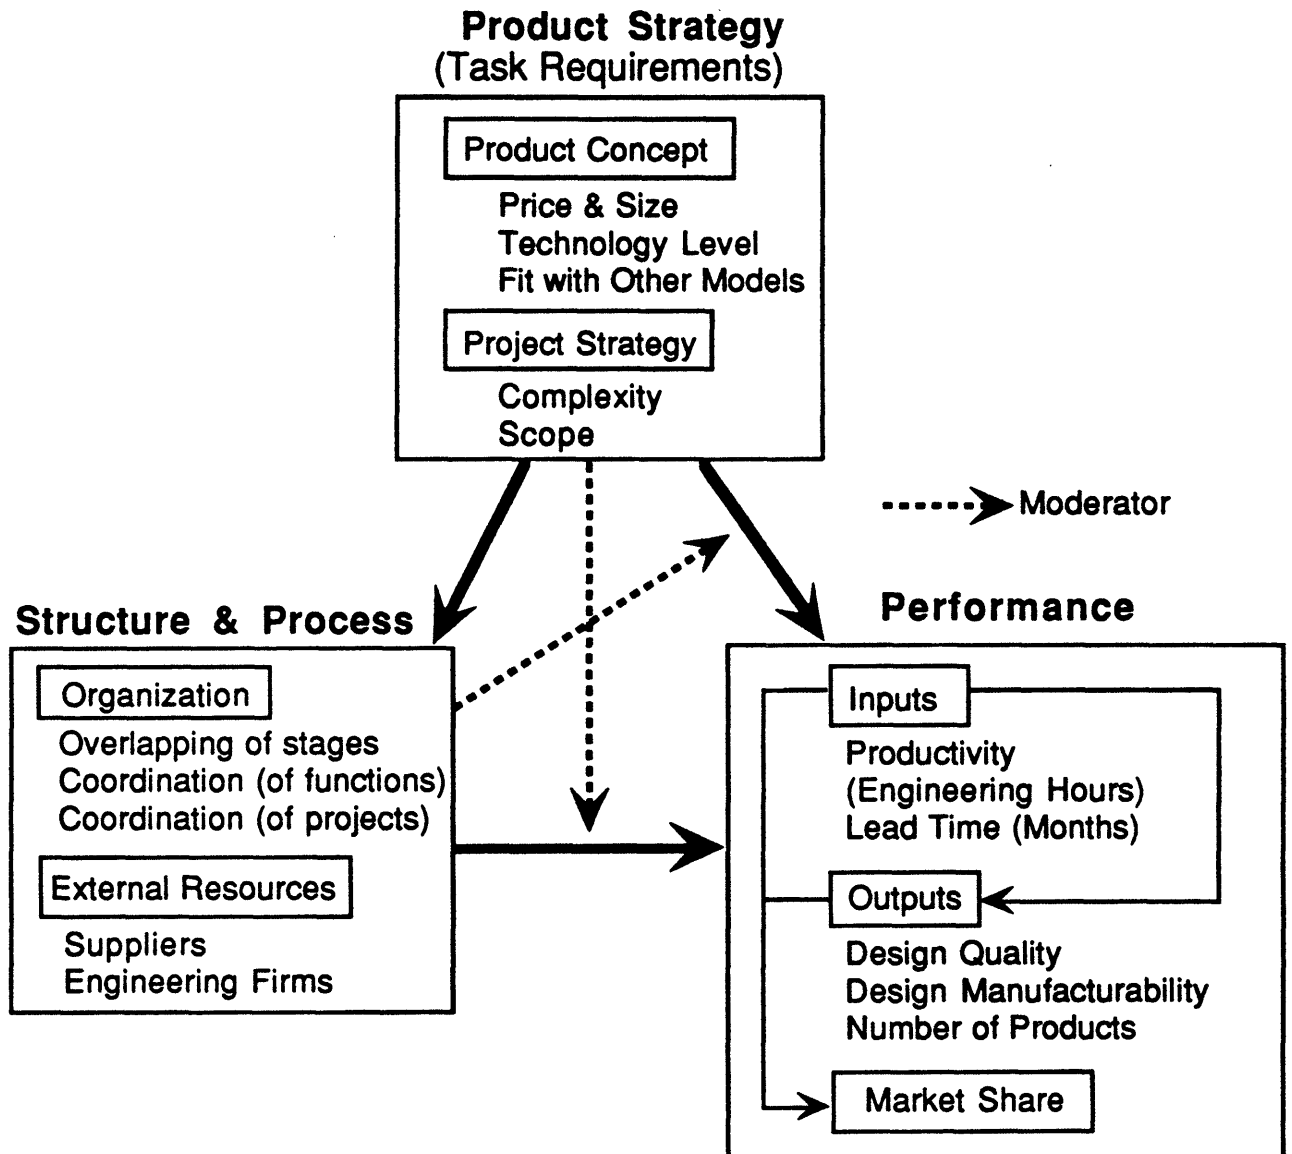 Product Strategy
(Task Requirements)
Product Concept
Price & Size
Technology Level
Fit with Other Models
Project Strategy
Complexity
Scope
Moderator
Structure & Process
Organization
Overlapping of stages
Coordination (of functions)
Coordination (of projects)
External Resources
Suppliers
Engineering Firms
Performance
Inputs
Productivity
(Engineering Hours)
Lead Time (Months)
Outputs
Design Quality
Design Manufacturability
Number of Products
Market Share